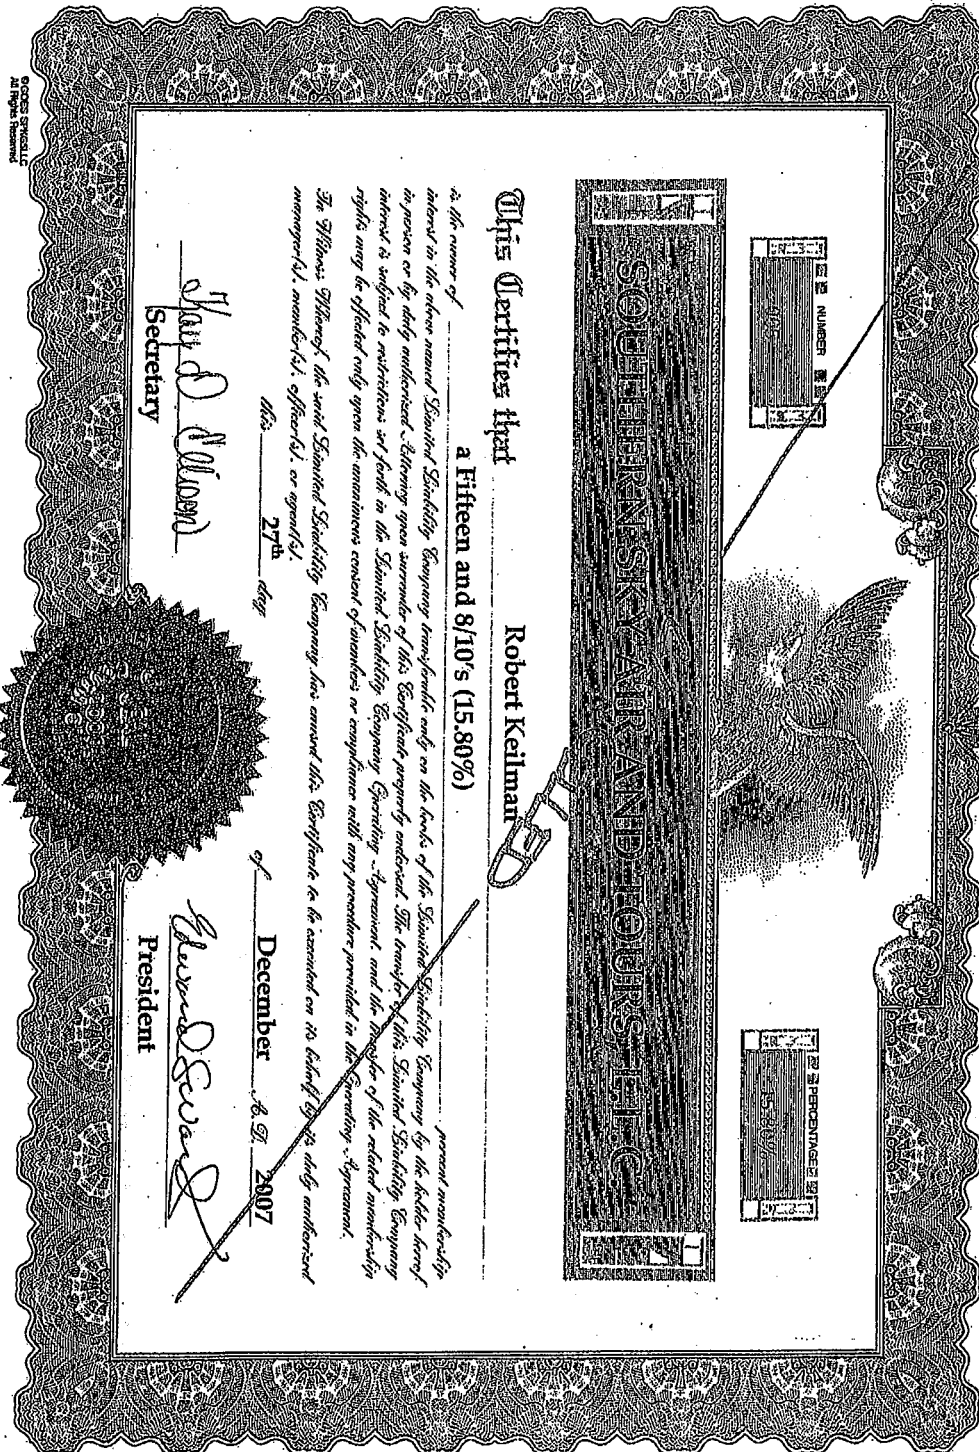 NUMBER
PERCENTAGE
SOUTHERN SKY AIR AND TOURS, LLC
This Certifies that Robert Keilman
is the owner of a Fifteen and 8/10's (15.80%) percent membership
interest in the above named Limited Liability Company transferable only on the books of the Limited Liability Company by the holder hereof
in person or by duly authorized Attorney upon surrender of this Certificate properly endorsed. The transfer of this Limited Liability Company
interest is subject to restrictions set forth in the Limited Liability Company Operating Agreement, and the transfer of the related membership
rights may be effected only upon the unanimous consent of members or compliance with any procedure provided in the Operating Agreement.
In Witness Whereof, the said Limited Liability Company has caused this Certificate to be executed on its behalf by its duly authorized
manager(s), member(s), officer(s), or agent(s),
this 27th day of December A.D. 2007
Secretary
President
All Rights Reserved